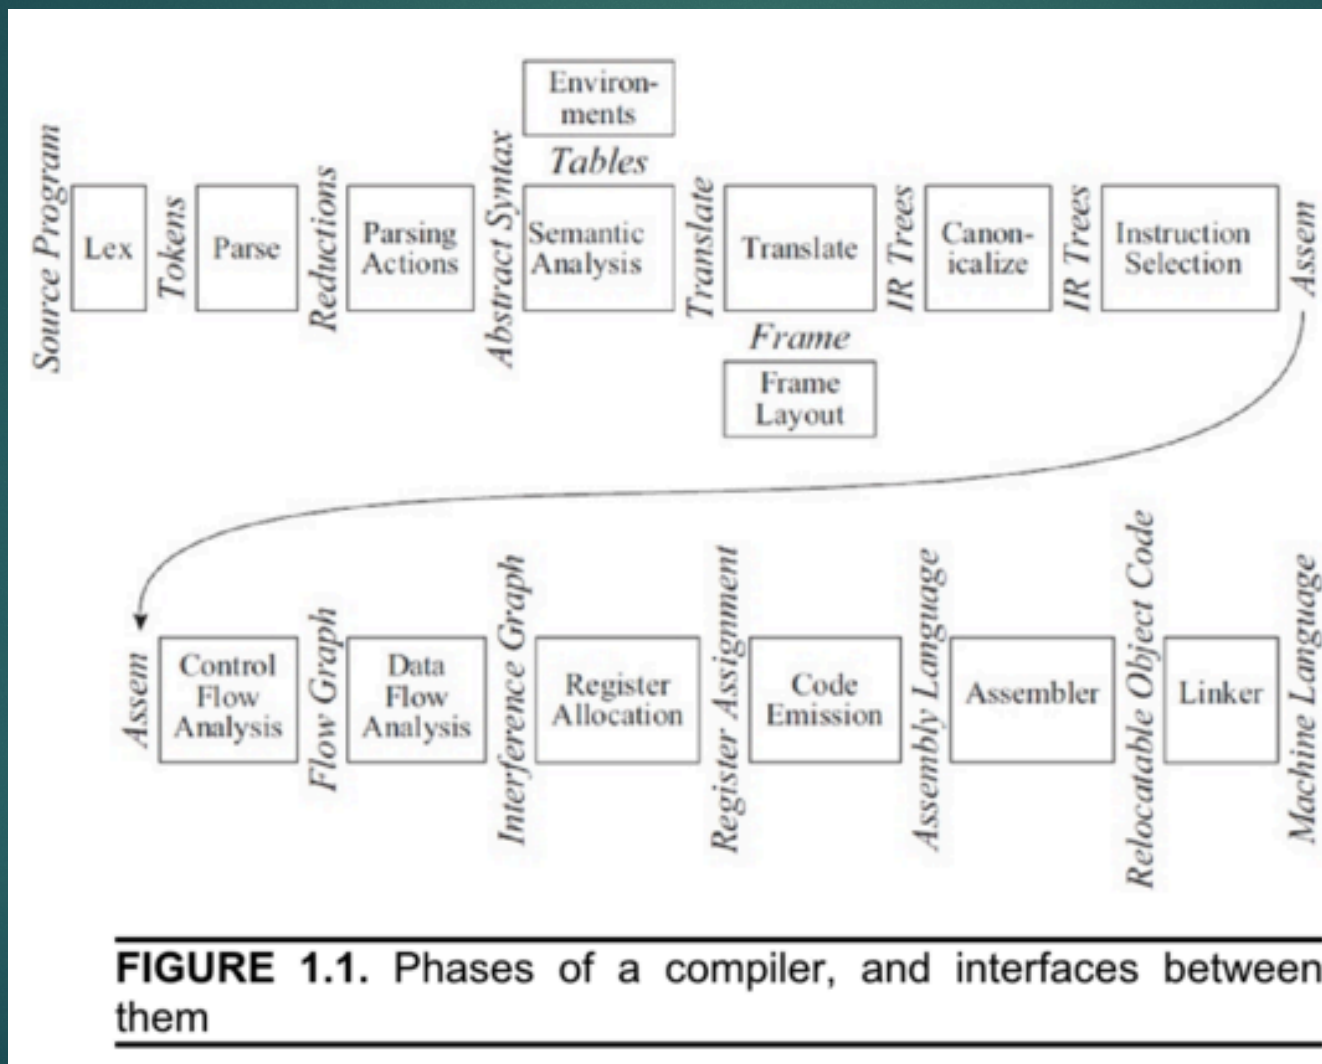 Environ-
ments
Tables
Source Program
Lex
Tokens
Parse
Reductions
Parsing
Actions
Abstract Syntax
Semantic
Analysis
Translate
Translate
IR Trees
Canon-
icalize
IR Trees
Instruction
Selection
Assem
Frame
Frame
Layout
Assem
Control
Flow
Analysis
Flow Graph
Data
Flow
Analysis
Interference Graph
Register
Allocation
Register Assignment
Code
Emission
Assembly Language
Assembler
Relocatable Object Code
Linker
Machine Language
FIGURE 1.1. Phases of a compiler, and interfaces between
them